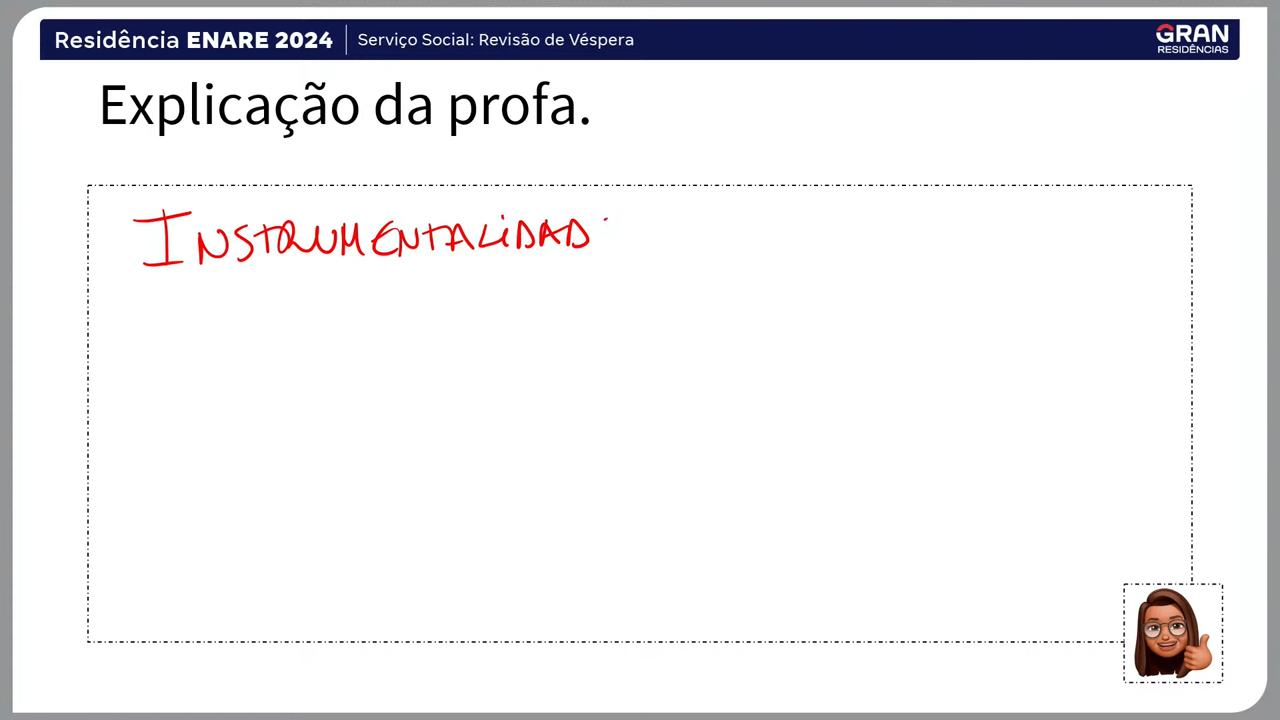 Residência ENARE 2024 Serviço Social: Revisão de Véspera GRAN
RESIDÊNCIAS
Explicação da profa.
INSTRUMENTALIDAD